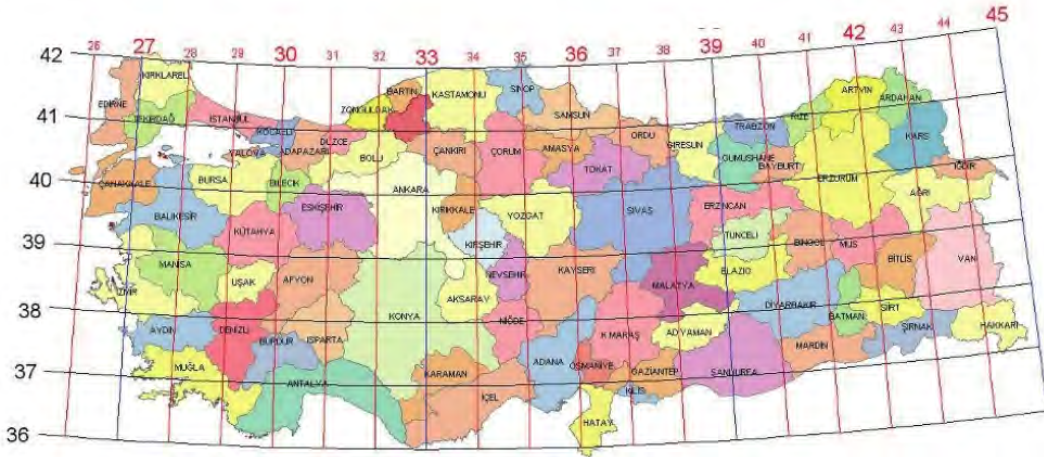 26 27 28 29 30 31 32 33 34 35 36 37 38 39 40 41 42 43 44 45
42
41
40
39
38
37
36
KIRKLAREL
EDİRNE
İSTANBUL
KOCAELİ
YALOVA
ADAPAZARI
DÜZCE
BOLU
ZONGULDAK
BARTIN
KASTAMONU
SİNOP
SAMSUN
ÇANKIRI
ÇORUM
AMASYA
TOKAT
ORDU
GİRESUN
TRABZON
GÜMÜSHANE
BAYBURT
RİZE
ARTVİN
ARDAHAN
KARS
IĞDIR
AĞRI
ERZURUM
ERZİNCAN
SİVAS
YOZGAT
KIRIKKALE
ANKARA
ESKİŞEHİR
BİLECİK
BURSA
ÇANAKKALE
BALIKESİR
KÜTAHYA
MANİSA
UŞAK
AFYON
İZMİR
KONYA
AKSARAY
KIRŞEHİR
NEVŞEHİR
KAYSERİ
MALATYA
TUNCELİ
ELAZIĞ
BİNGÖL
MUŞ
BİTLİS
VAN
DİYARBAKIR
BATMAN
SİİRT
ŞIRNAK
HAKKARİ
MARDİN
ADIYAMAN
K.MARAŞ
NİĞDE
ISPARTA
DENİZLİ
BURDUR
AYDIN
MUĞLA
ANTALYA
KARAMAN
İÇEL
ADANA
OSMANİYE
GAZİANTEP
KİLİS
HATAY